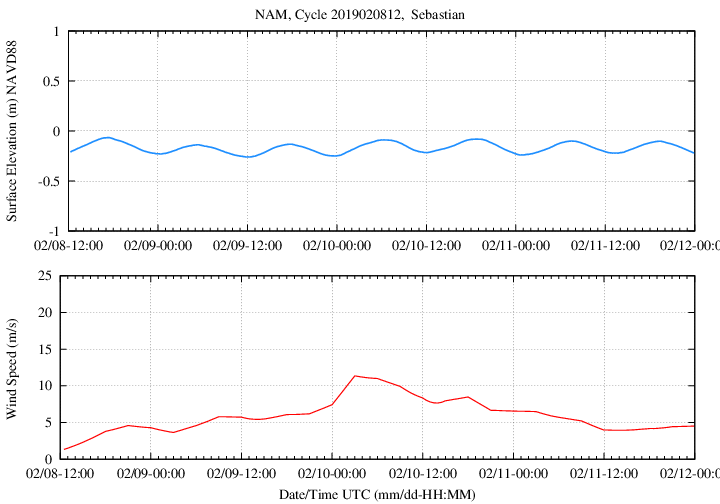 NAM, Cycle 2019020812,  Sebastian
Surface Elevation (m) NAVD88
1
0.5
0
-0.5
-1
02/08-12:00 02/09-00:00 02/09-12:00 02/10-00:00 02/10-12:00 02/11-00:00 02/11-12:00 02/12-00:0
Wind Speed (m/s)
25
20
15
10
5
0
02/08-12:00 02/09-00:00 02/09-12:00 02/10-00:00 02/10-12:00 02/11-00:00 02/11-12:00 02/12-00:0
Date/Time UTC (mm/dd-HH:MM)